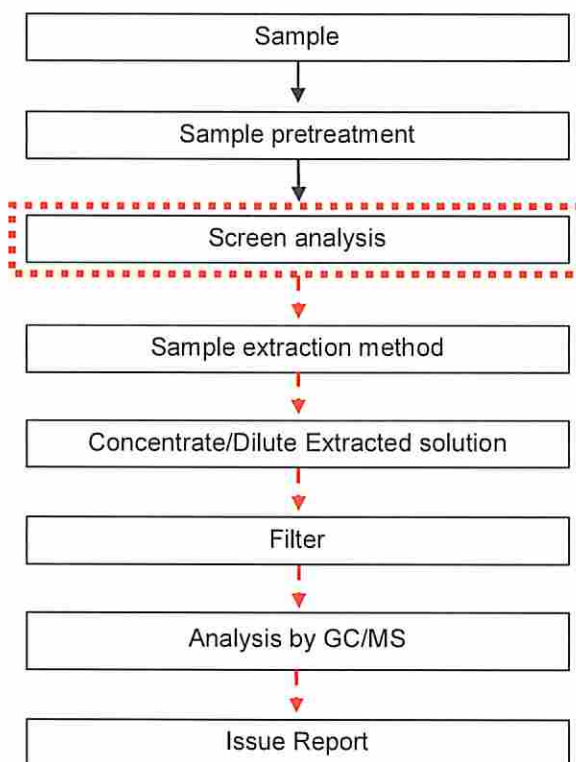 Sample
Sample pretreatment
Screen analysis
Sample extraction method
Concentrate/Dilute Extracted solution
Filter
Analysis by GC/MS
Issue Report